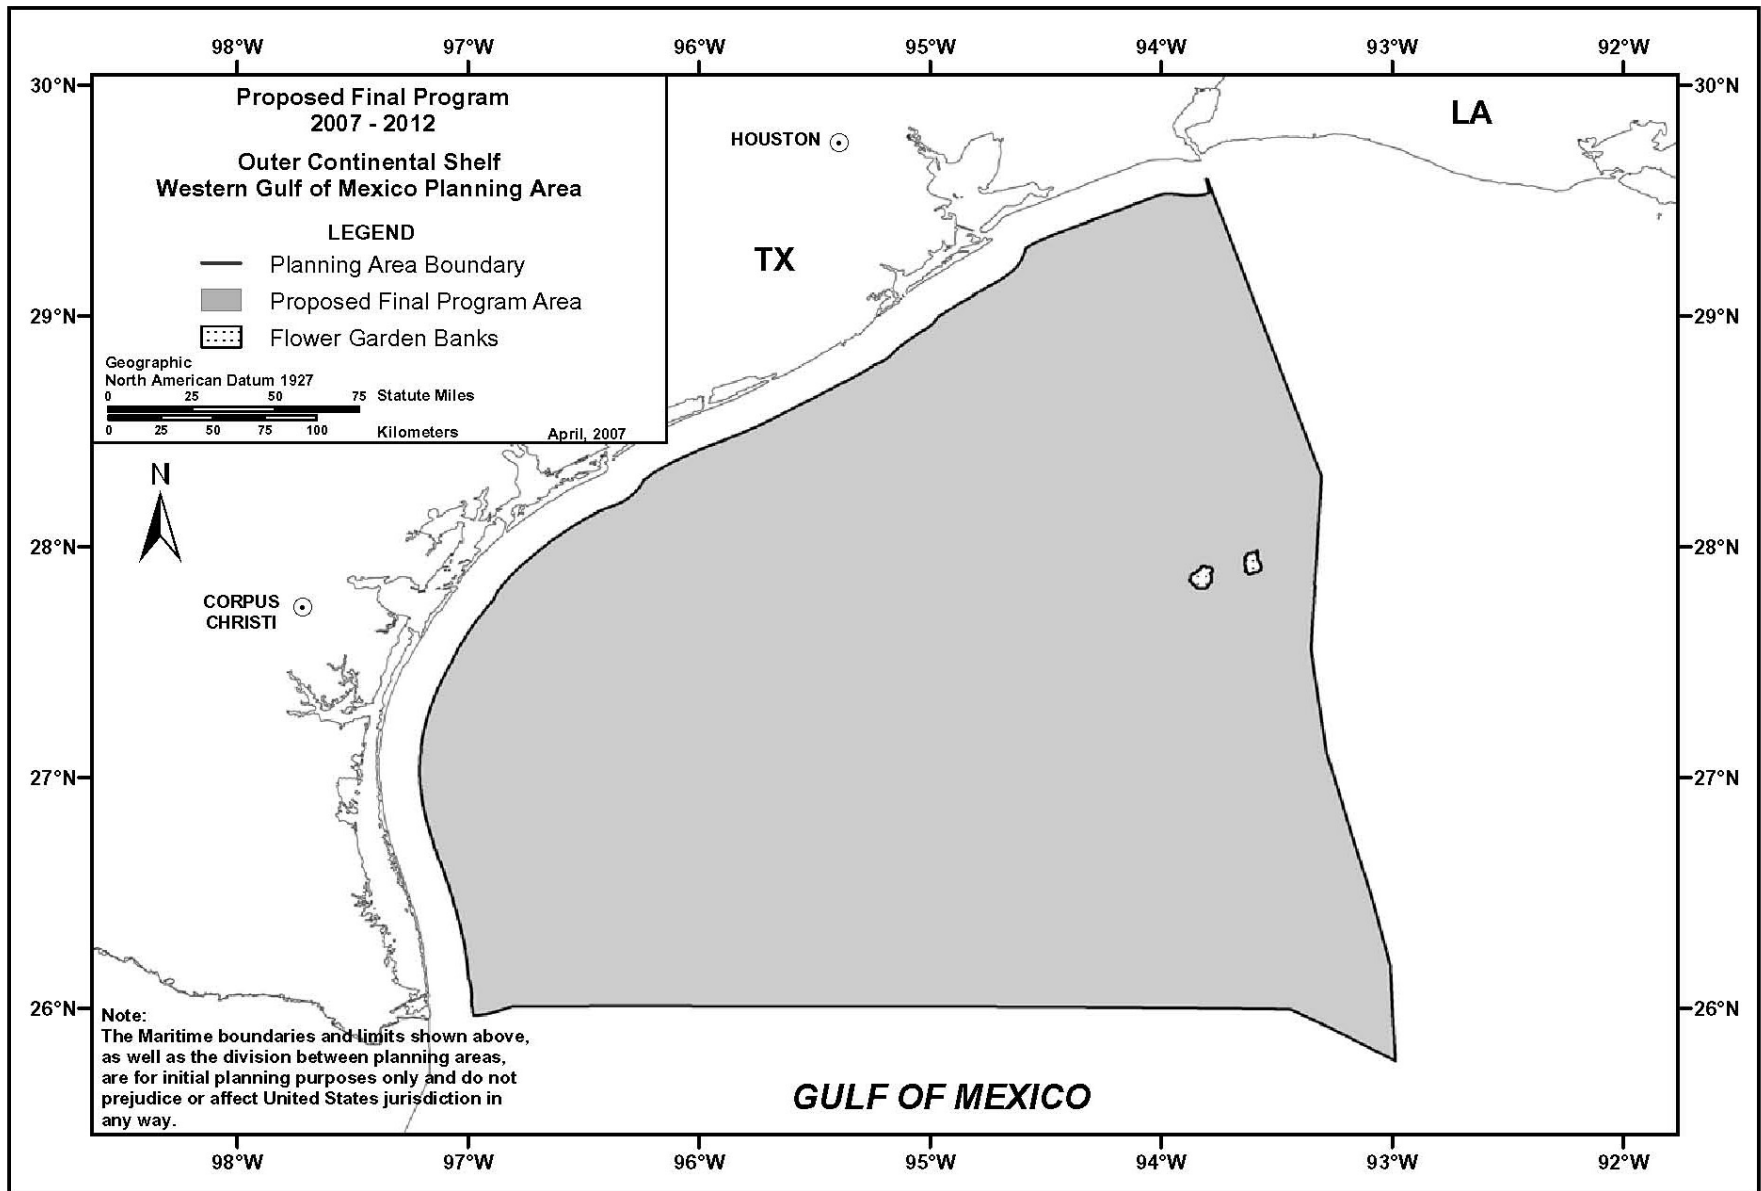 98°W 97°W 96°W 95°W 94°W 93°W 92°W
30°N 30°N
Proposed Final Program
2007 - 2012
Outer Continental Shelf
Western Gulf of Mexico Planning Area
LEGEND
Planning Area Boundary
Proposed Final Program Area
Flower Garden Banks
Geographic
North American Datum 1927
0 25 50 75 Statute Miles
0 25 50 75 100 Kilometers
April, 2007
LA
HOUSTON
TX
29°N 29°N
N
28°N 28°N
CORPUS
CHRISTI
27°N 27°N
26°N 26°N
Note:
The Maritime boundaries and limits shown above,
as well as the division between planning areas,
are for initial planning purposes only and do not
prejudice or affect United States jurisdiction in
any way.
GULF OF MEXICO
98°W 97°W 96°W 95°W 94°W 93°W 92°W